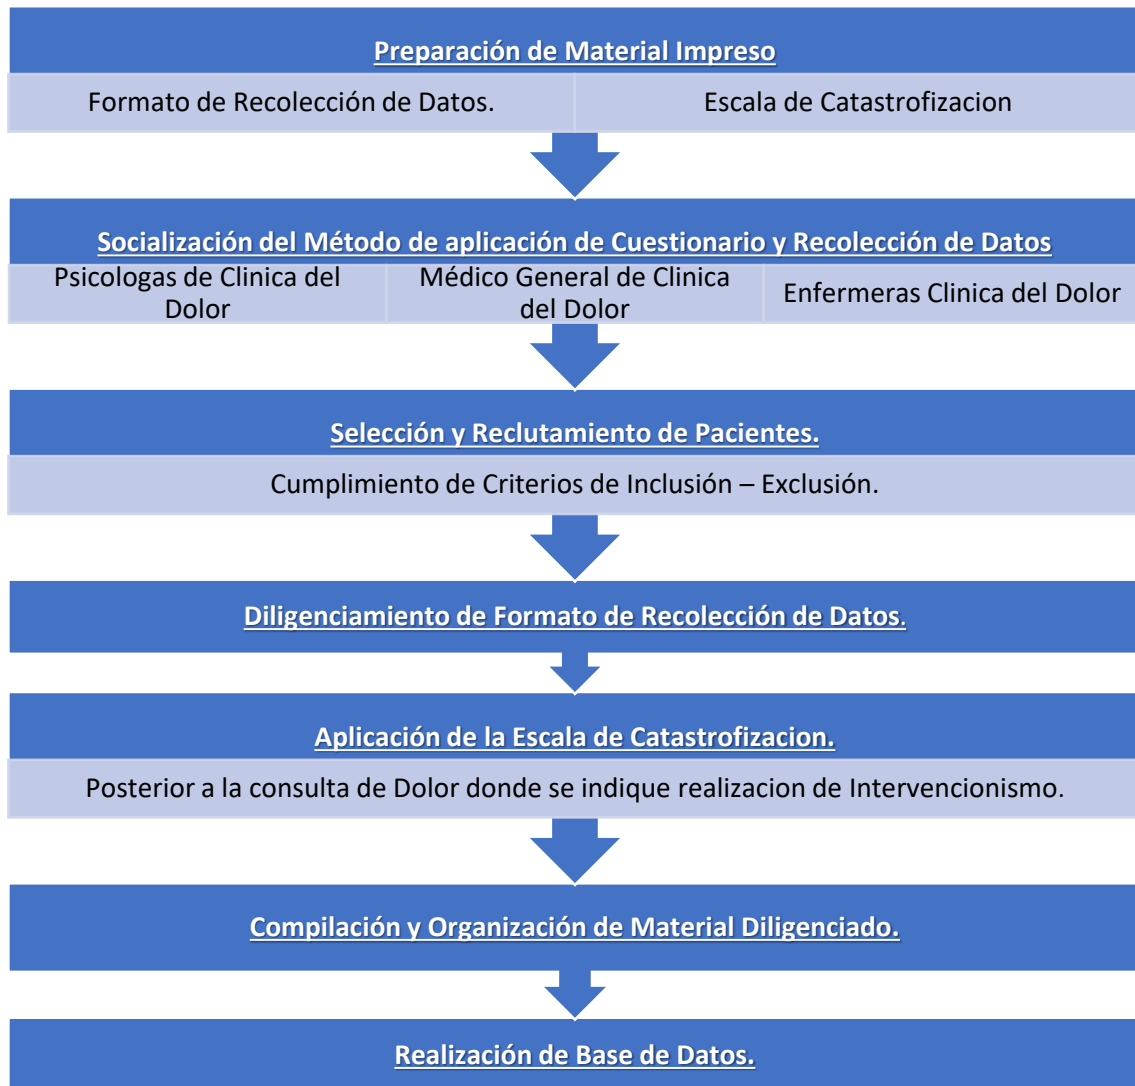 Preparación de Material Impreso
Formato de Recolección de Datos.
Escala de Catastrofizacion
Socialización del Método de aplicación de Cuestionario y Recolección de Datos
Psicologas de Clinica del
Dolor
Médico General de Clinica
del Dolor
Enfermeras Clinica del Dolor
Selección y Reclutamiento de Pacientes.
Cumplimiento de Criterios de Inclusión – Exclusión.
Diligenciamiento de Formato de Recolección de Datos.
Aplicación de la Escala de Catastrofizacion.
Posterior a la consulta de Dolor donde se indique realizacion de Intervencionismo.
Compilación y Organización de Material Diligenciado.
Realización de Base de Datos.